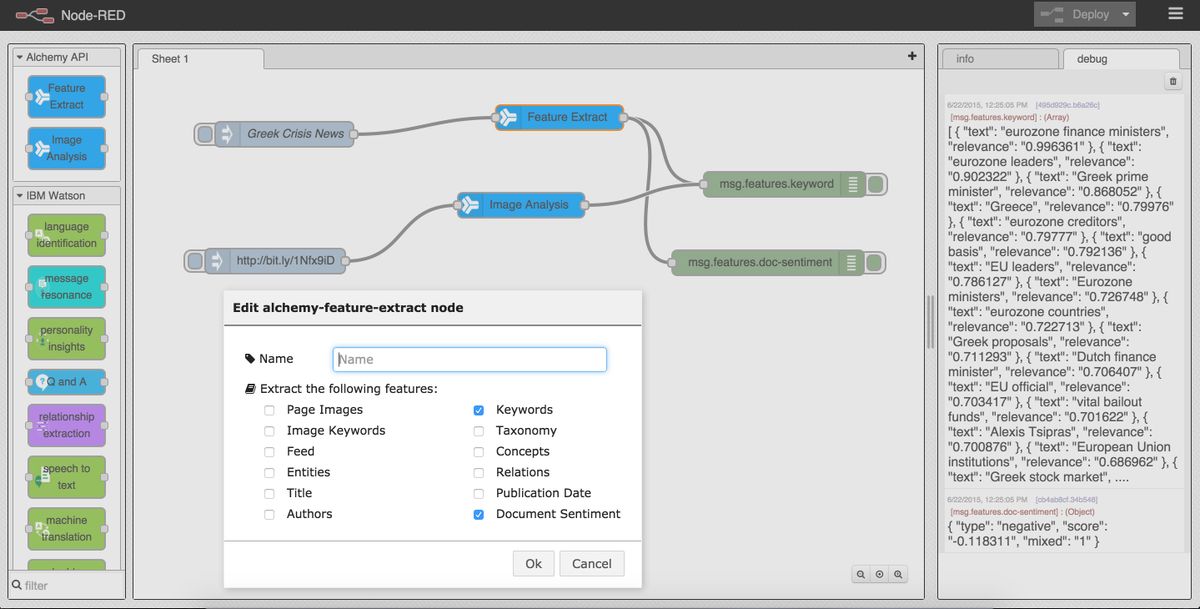 Node-RED
Deploy
Alchemy API
Feature
Extract
Image
Analysis
IBM Watson
language
identification
message
resonance
personality
insights
Q and A
relationship
extraction
speech to
text
machine
translation
filter
Sheet 1
Greek Crisis News
Feature Extract
msg.features.keyword
Image Analysis
http://bit.ly/1Nfx9iD
msg.features.doc-sentiment
Edit alchemy-feature-extract node
Name
Name
Extract the following features:
Page Images
Keywords
Image Keywords
Taxonomy
Feed
Concepts
Entities
Relations
Title
Publication Date
Authors
Document Sentiment
Ok
Cancel
info
debug
6/22/2015, 12:25:05 PM [495d929c.b6a26c]
[msg.features.keyword] : (Array)
[ { "text": "eurozone finance ministers",
"relevance": "0.996361" }, { "text":
"eurozone leaders", "relevance":
"0.902322" }, { "text": "Greek prime
minister", "relevance": "0.868052" }, {
"text": "Greece", "relevance": "0.79976"
}, { "text": "eurozone creditors",
"relevance": "0.79777" }, { "text": "good
basis", "relevance": "0.792136" }, {
"text": "EU leaders", "relevance":
"0.786127" }, { "text": "Eurozone
ministers", "relevance": "0.726748" }, {
"text": "eurozone countries",
"relevance": "0.722713" }, { "text":
"Greek proposals", "relevance":
"0.711293" }, { "text": "Dutch finance
minister", "relevance": "0.706407" }, {
"text": "EU official", "relevance":
"0.703417" }, { "text": "vital bailout
funds", "relevance": "0.701622" }, {
"text": "Alexis Tsipras", "relevance":
"0.700876" }, { "text": "European Union
institutions", "relevance": "0.686962" }, {
"text": "Greek stock market", ....
6/22/2015, 12:25:05 PM [cb4ab8cf.34b548]
[msg.features.doc-sentiment] : (Object)
{ "type": "negative", "score":
"-0.118311", "mixed": "1" }